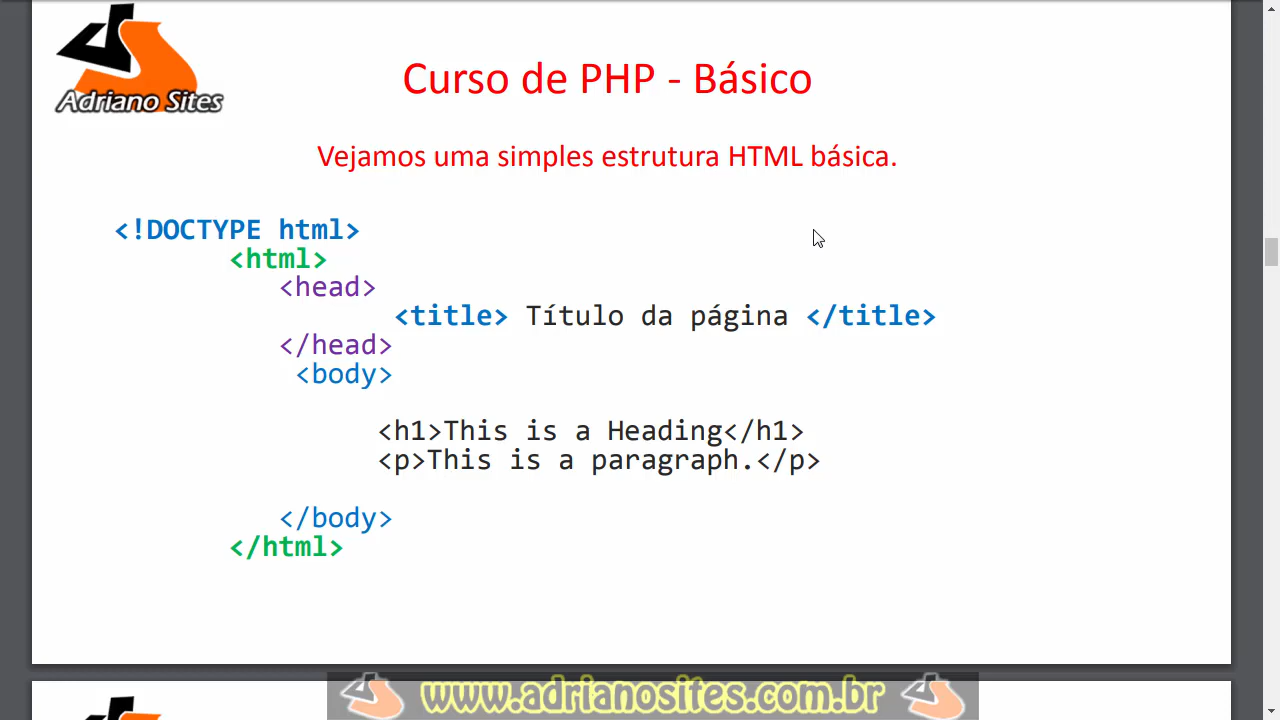 Adriano Sites
Curso de PHP - Básico
Vejamos uma simples estrutura HTML básica.
<!DOCTYPE html>
<html>
<head>
<title> Título da página </title>
</head>
<body>
<h1>This is a Heading</h1>
<p>This is a paragraph.</p>
</body>
</html>
www.adrianosites.com.br